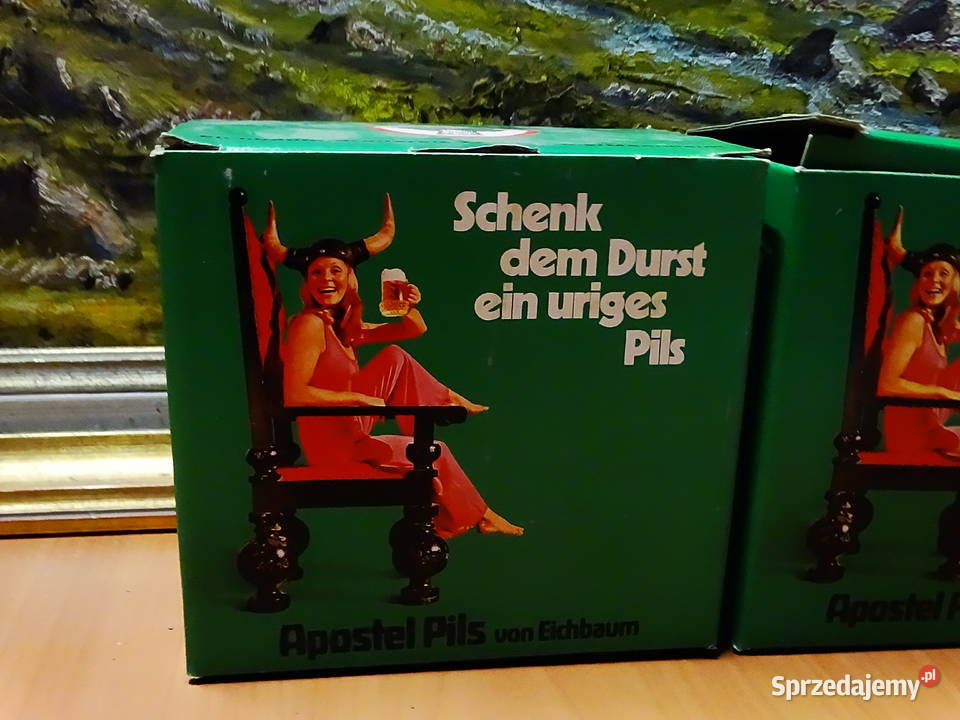 Schenk
dem Durst
ein uriges
Pils
Apostel Pils von Eichbaum
Apostel
Sprzedajemy.pl